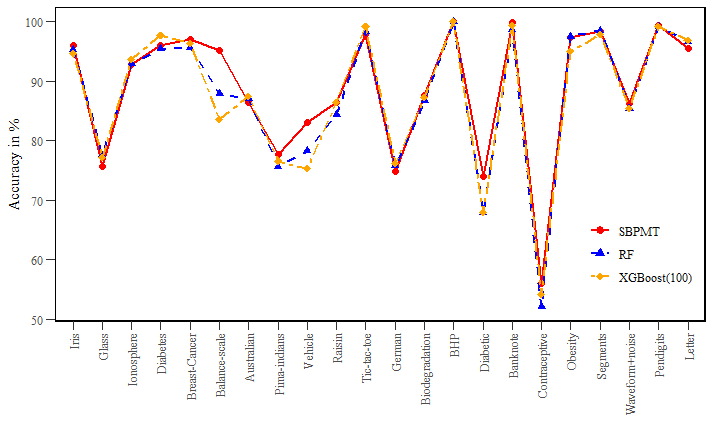 Accuracy in %
100
90
80
70
60
50
SBPMT
RF
XGBoost(100)
Iris
Glass
Ionosphere
Diabetes
Breast-Cancer
Balance-scale
Australian
Pima-indians
Vehicle
Raisin
Tic-tac-toe
German
Biodegradation
BHP
Diabetic
Banknote
Contraceptive
Obesity
Segments
Waveform+noise
Pendigits
Letter